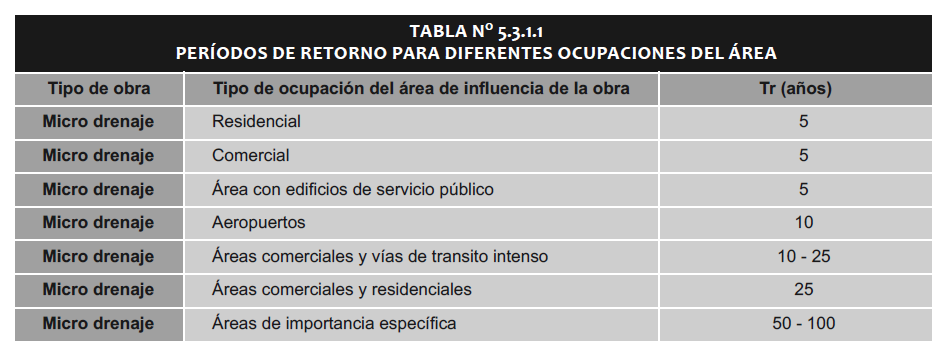 TABLA Nº 5.3.1.1
PERÍODOS DE RETORNO PARA DIFERENTES OCUPACIONES DEL ÁREA
Tipo de obra Tipo de ocupación del área de influencia de la obra Tr (años)
Micro drenaje Residencial 5
Micro drenaje Comercial 5
Micro drenaje Área con edificios de servicio público 5
Micro drenaje Aeropuertos 10
Micro drenaje Áreas comerciales y vías de transito intenso 10 - 25
Micro drenaje Áreas comerciales y residenciales 25
Micro drenaje Áreas de importancia específica 50 - 100